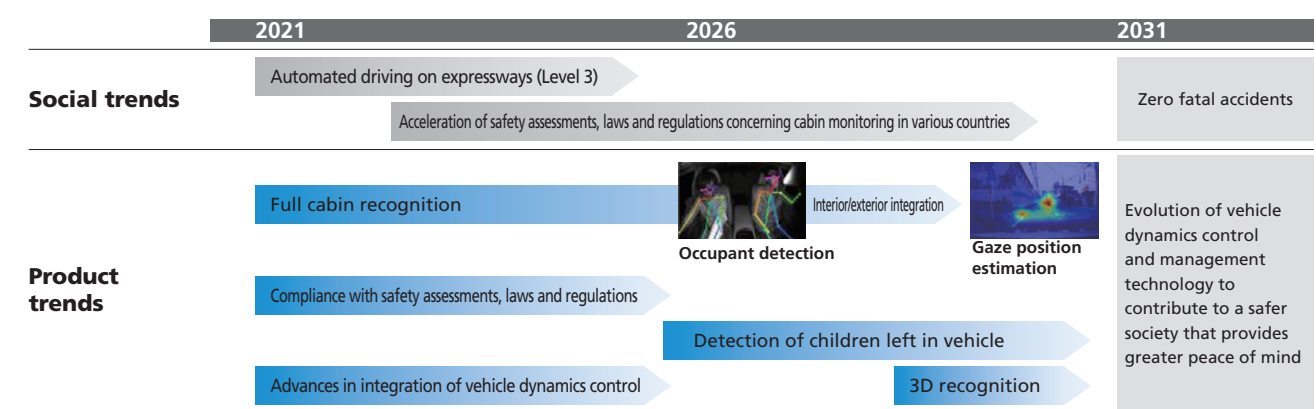 2021 2026 2031
Social trends
Automated driving on expressways (Level 3)
Acceleration of safety assessments, laws and regulations concerning cabin monitoring in various countries
Zero fatal accidents
Product
trends
Full cabin recognition
Occupant detection
Interior/exterior integration
Gaze position
estimation
Compliance with safety assessments, laws and regulations
Detection of children left in vehicle
Advances in integration of vehicle dynamics control
3D recognition
Evolution of vehicle
dynamics control
and management
technology to
contribute to a safer
society that provides
greater peace of mind